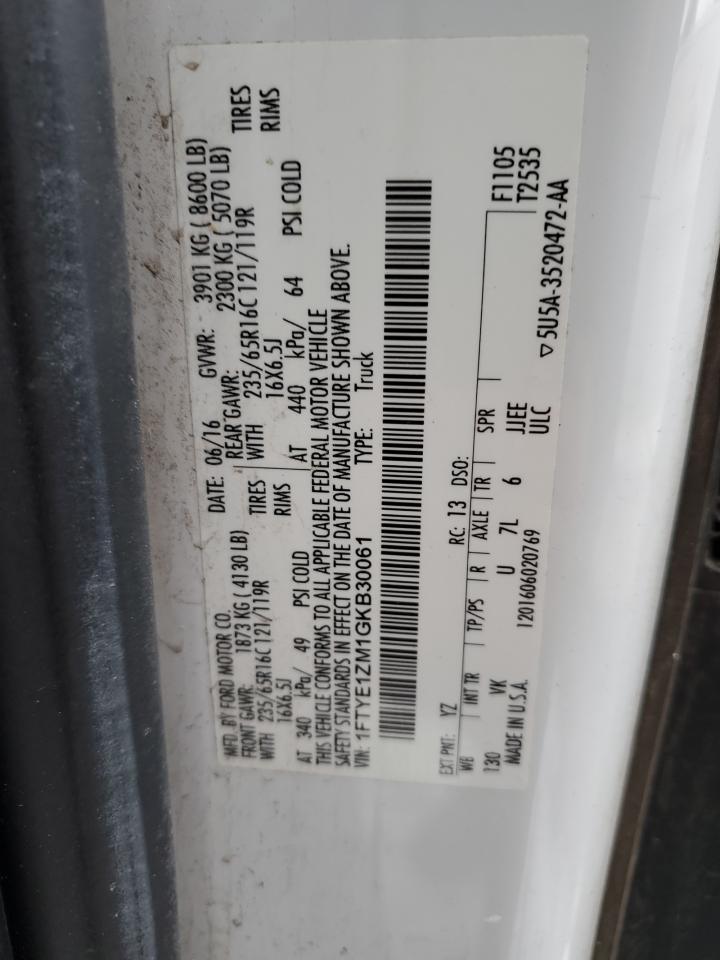 MFD. BY FORD MOTOR CO.
DATE: 06/16 GVWR: 3901 KG ( 8600 LB)
FRONT GAWR: 1873 KG ( 4130 LB) REAR GAWR: 2300 KG ( 5070 LB)
WITH 235/65R16C 121/119R TIRES WITH 235/65R16C 121/119R TIRES
16X6.5J RIMS 16X6.5J RIMS
AT 340 kPa/ 49 PSI COLD AT 440 kPa/ 64 PSI COLD
THIS VEHICLE CONFORMS TO ALL APPLICABLE FEDERAL MOTOR VEHICLE
SAFETY STANDARDS IN EFFECT ON THE DATE OF MANUFACTURE SHOWN ABOVE.
VIN: 1FTYE1ZM1GKB30061 TYPE: Truck
EXT PNT: YZ RC: 13 DSO: F1105
WB INT TR TP/PS R AXLE TR SPR T2535
130 VK U 7L 6 JJEE
MADE IN U.S.A. 1201606020769 ULC ▽ 5U5A-3520472-AA